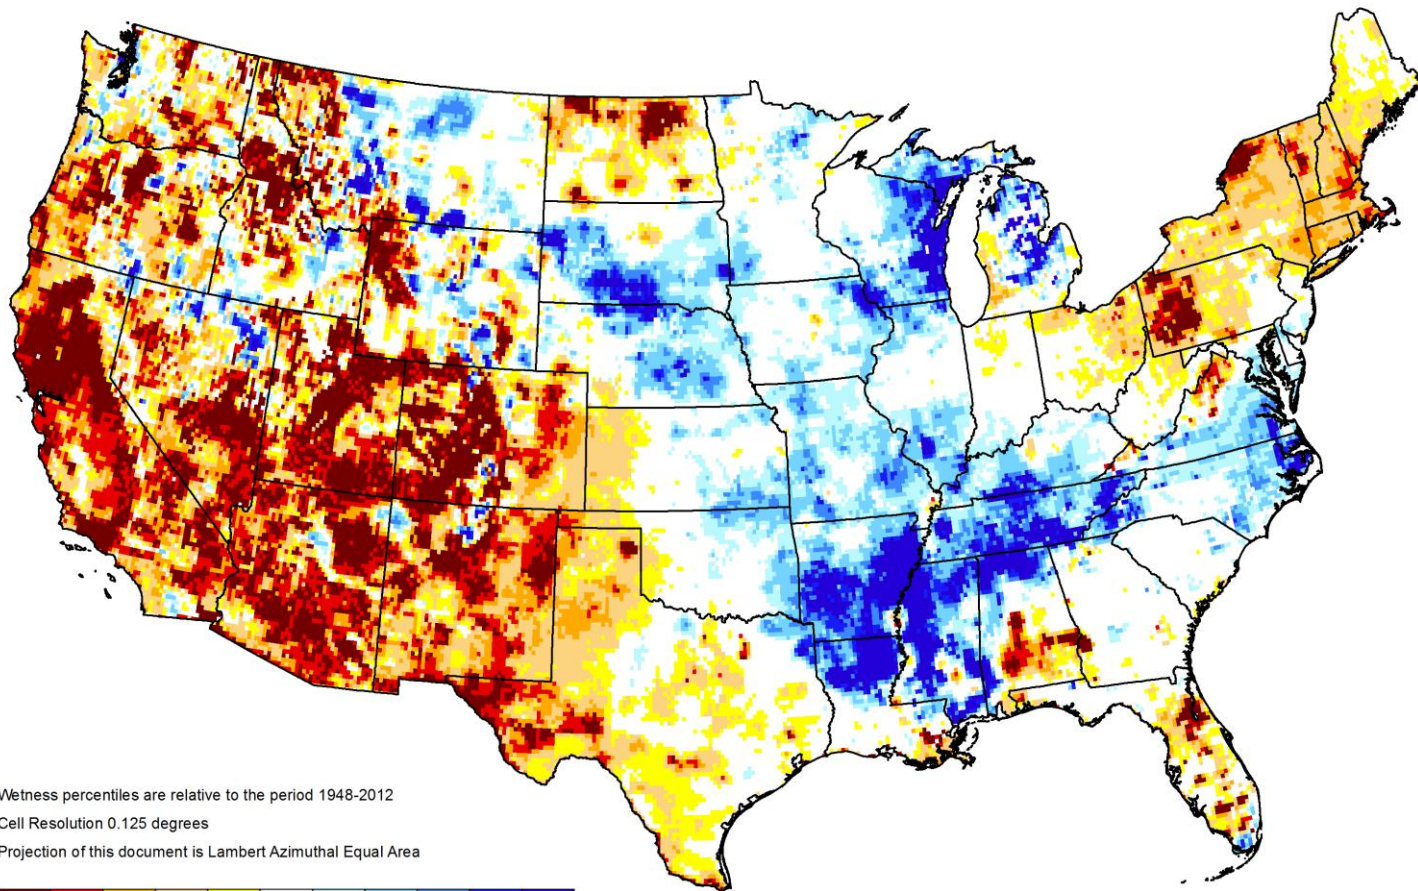 Wetness percentiles are relative to the period 1948-2012
Cell Resolution 0.125 degrees
Projection of this document is Lambert Azimuthal Equal Area